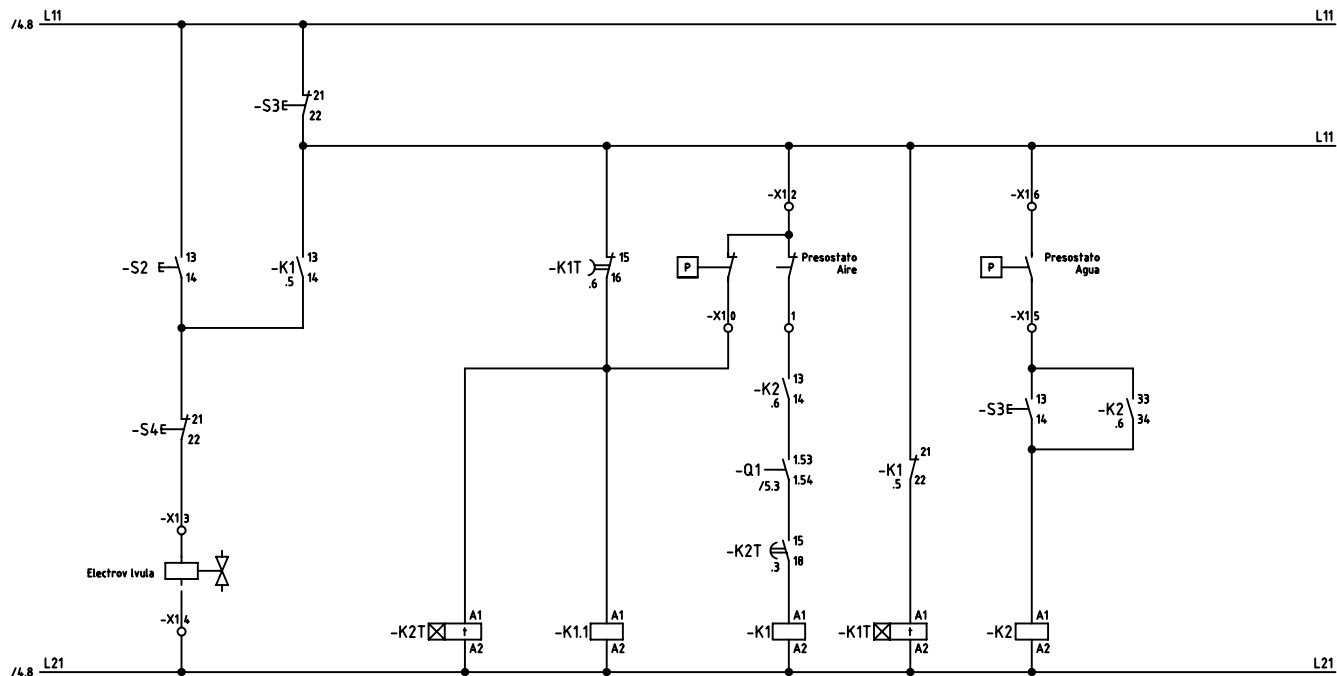 L11 L11
/4.8
21
-S3
22
L11
-X1 2 -X1 6
13 13 15
-S2 -K1 -K1T P Presostato Aire P Presostato Agua
14 .5 14 .6 16
-X1 0 1 -X1 5
13 13 33
-K2 -S3 -K2
.6 14 14 .6 34
21
-S4
22
1.53 21
-Q1 -K1
/5.3 1.54 .5 22
-X1 3
15
-K2T
.3 18
Electrov lvula
-X1 4
A1 A1 A1 A1 A1
-K2T t -K1.1 -K1 -K1T t -K2
A2 A2 A2 A2 A2
L21 L21
/4.8